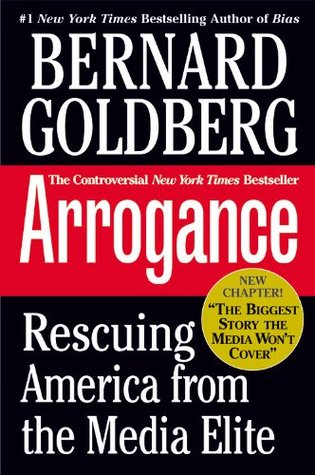 #1 New York Times Bestselling Author of Bias
BERNARD
GOLDBERG
The Controversial New York Times Bestseller
Arrogance
NEW
CHAPTER!
"THE BIGGEST
STORY THE
MEDIA WON'T
COVER"
Rescuing
America from
the Media Elite